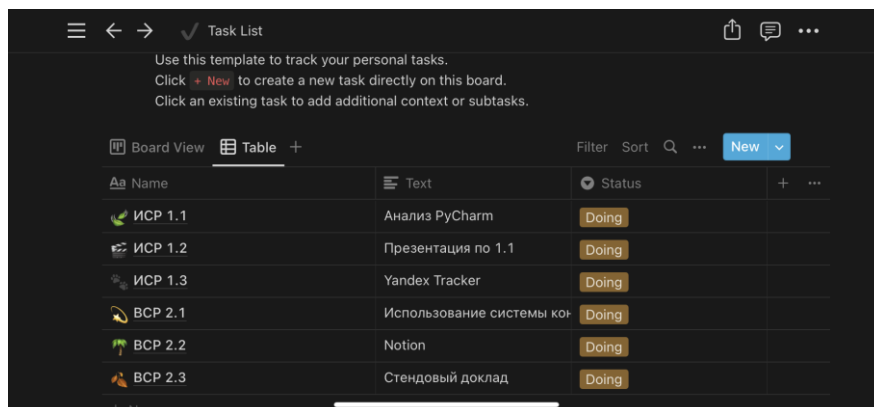 Task List
Use this template to track your personal tasks.
Click + New to create a new task directly on this board.
Click an existing task to add additional context or subtasks.
Board View Table Filter Sort New
Aa Name Text Status
ИСР 1.1 Анализ PyCharm Doing
ИСР 1.2 Презентация по 1.1 Doing
ИСР 1.3 Yandex Tracker Doing
ВСР 2.1 Использование системы кон Doing
ВСР 2.2 Notion Doing
ВСР 2.3 Стендовый доклад Doing